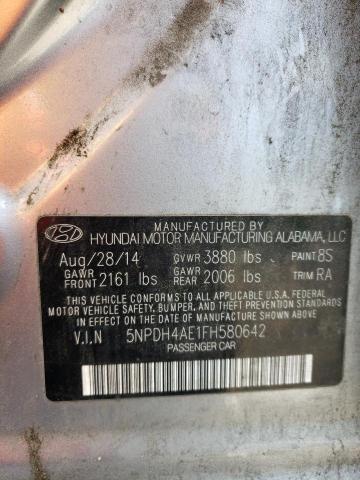 MANUFACTURED BY
HYUNDAI MOTOR MANUFACTURING ALABAMA, LLC
Aug/28/14 GVWR 3880 lbs PAINT 8S
GAWR FRONT 2161 lbs GAWR REAR 2006 lbs TRIM RA
THIS VEHICLE CONFORMS TO ALL APPLICABLE U.S.A. FEDERAL
MOTOR VEHICLE SAFETY, BUMPER, AND THEFT PREVENTION
STANDARDS IN EFFECT ON THE DATE OF MANUFACTURE SHOWN ABOVE.
V.I.N 5NPDH4AE1FH580642
PASSENGER CAR